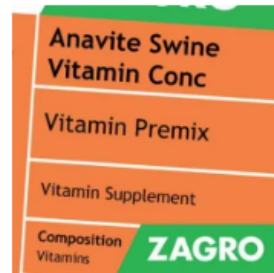 Anavite Swine
Vitamin Conc
Vitamin Premix
Vitamin Supplement
Composition
Vitamins
ZAGRO